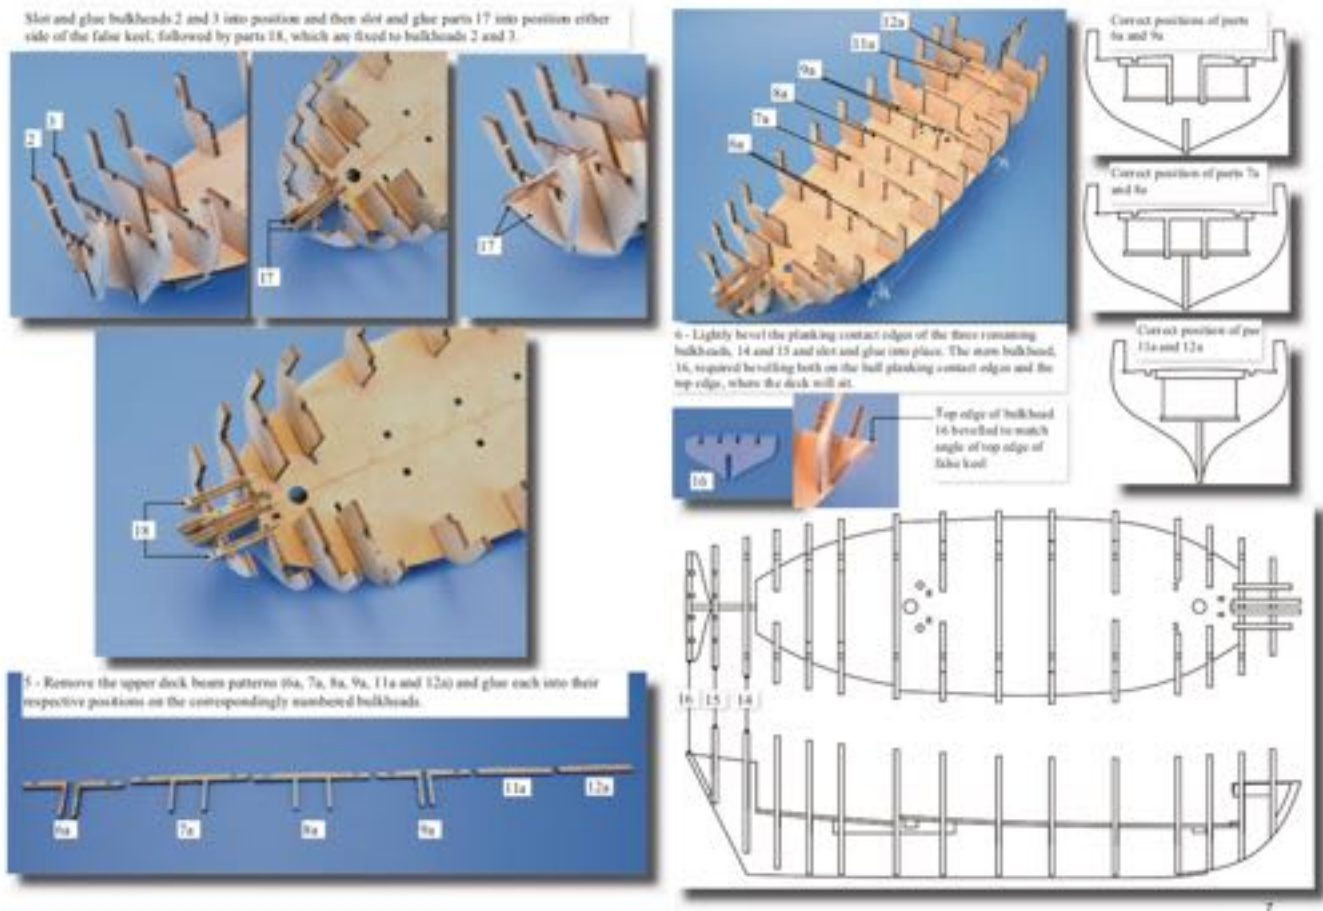 Slot and glue bulkheads 2 and 3 into position and then slot and glue parts 17 into position either
side of the false keel, followed by parts 18, which are fixed to bulkheads 2 and 3.
2
3
17
17
18
5 - Remove the upper deck beam patterns (6a, 7a, 8a, 9a, 11a and 12a) and glue each into their
respective positions on the correspondingly numbered bulkheads.
6a
7a
8a
9a
11a
12a
12a
11a
9a
8a
7a
6a
Correct positions of parts
6a and 9a
Correct position of parts 7a
and 8a
Correct position of par
11a and 12a
6 - Lightly bevel the planking contact edges of the three remaining
bulkheads, 14 and 15 and slot and glue into place. The stern bulkhead,
16, required bevelling both on the hull planking contact edges and the
top edge, where the deck will sit.
16
Top edge of bulkhead
16 bevelled to match
angle of top edge of
false keel
16
15
14
7